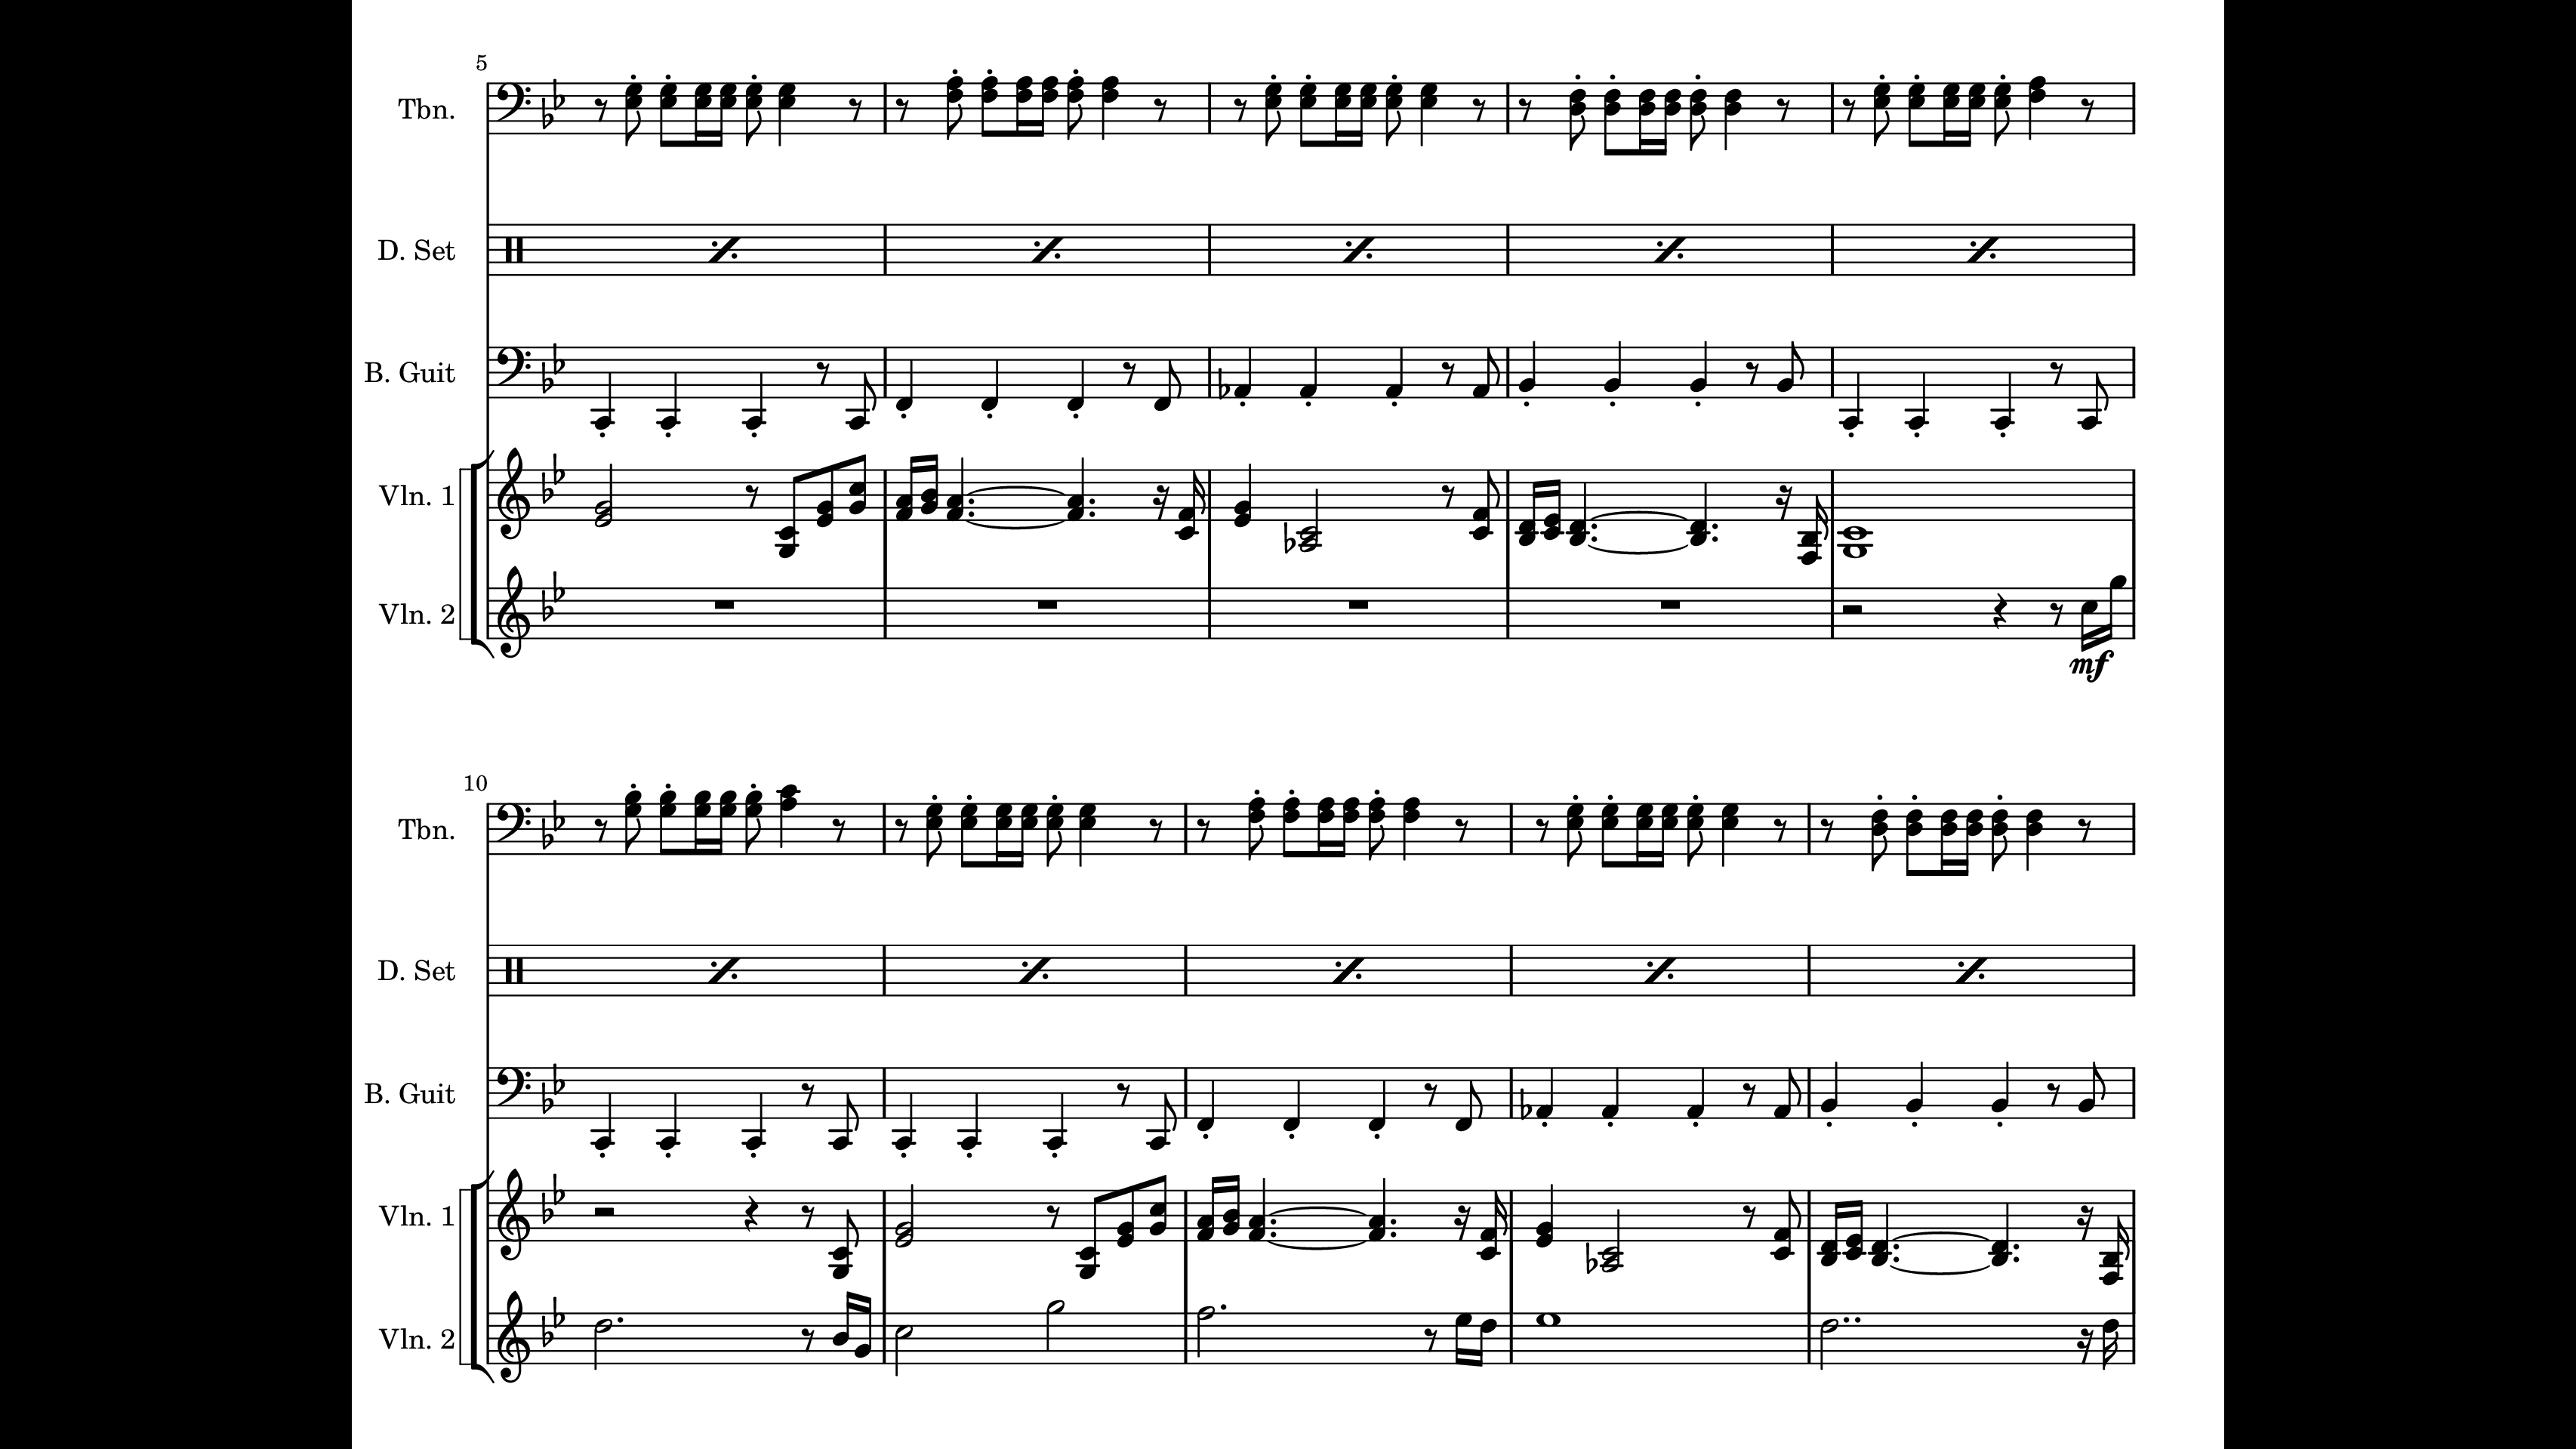 5
Tbn.
D. Set
B. Guit
Vln. 1
Vln. 2
mf
10
Tbn.
D. Set
B. Guit
Vln. 1
Vln. 2